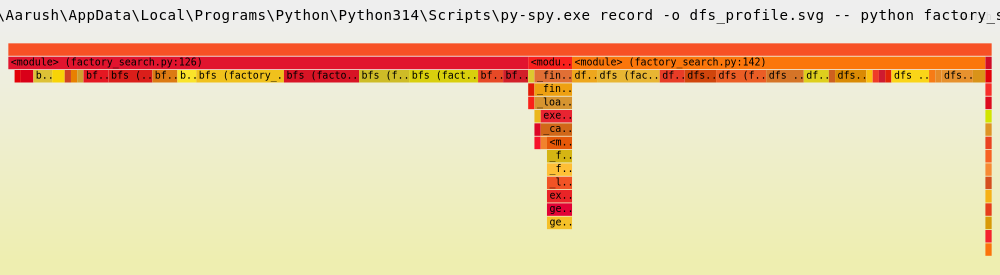 \Aarush\AppData\Local\Programs\Python\Python314\Scripts\py-spy.exe record -o dfs_profile.svg -- python factory_s
<module> (factory_search.py:126) <modu.. <module> (factory_search.py:142)
b.. bf.. bfs (.. bf.. b.. bfs (factory_.. bfs (facto.. bfs (f.. bfs (fact.. bf.. bf.. _fin.. df.. dfs (fac.. df.. dfs.. dfs (f.. dfs .. df.. dfs.. dfs .. dfs..
_fin..
_loa..
exe..
_ca..
<m..
_f..
_f..
_l..
ex..
ge..
ge..